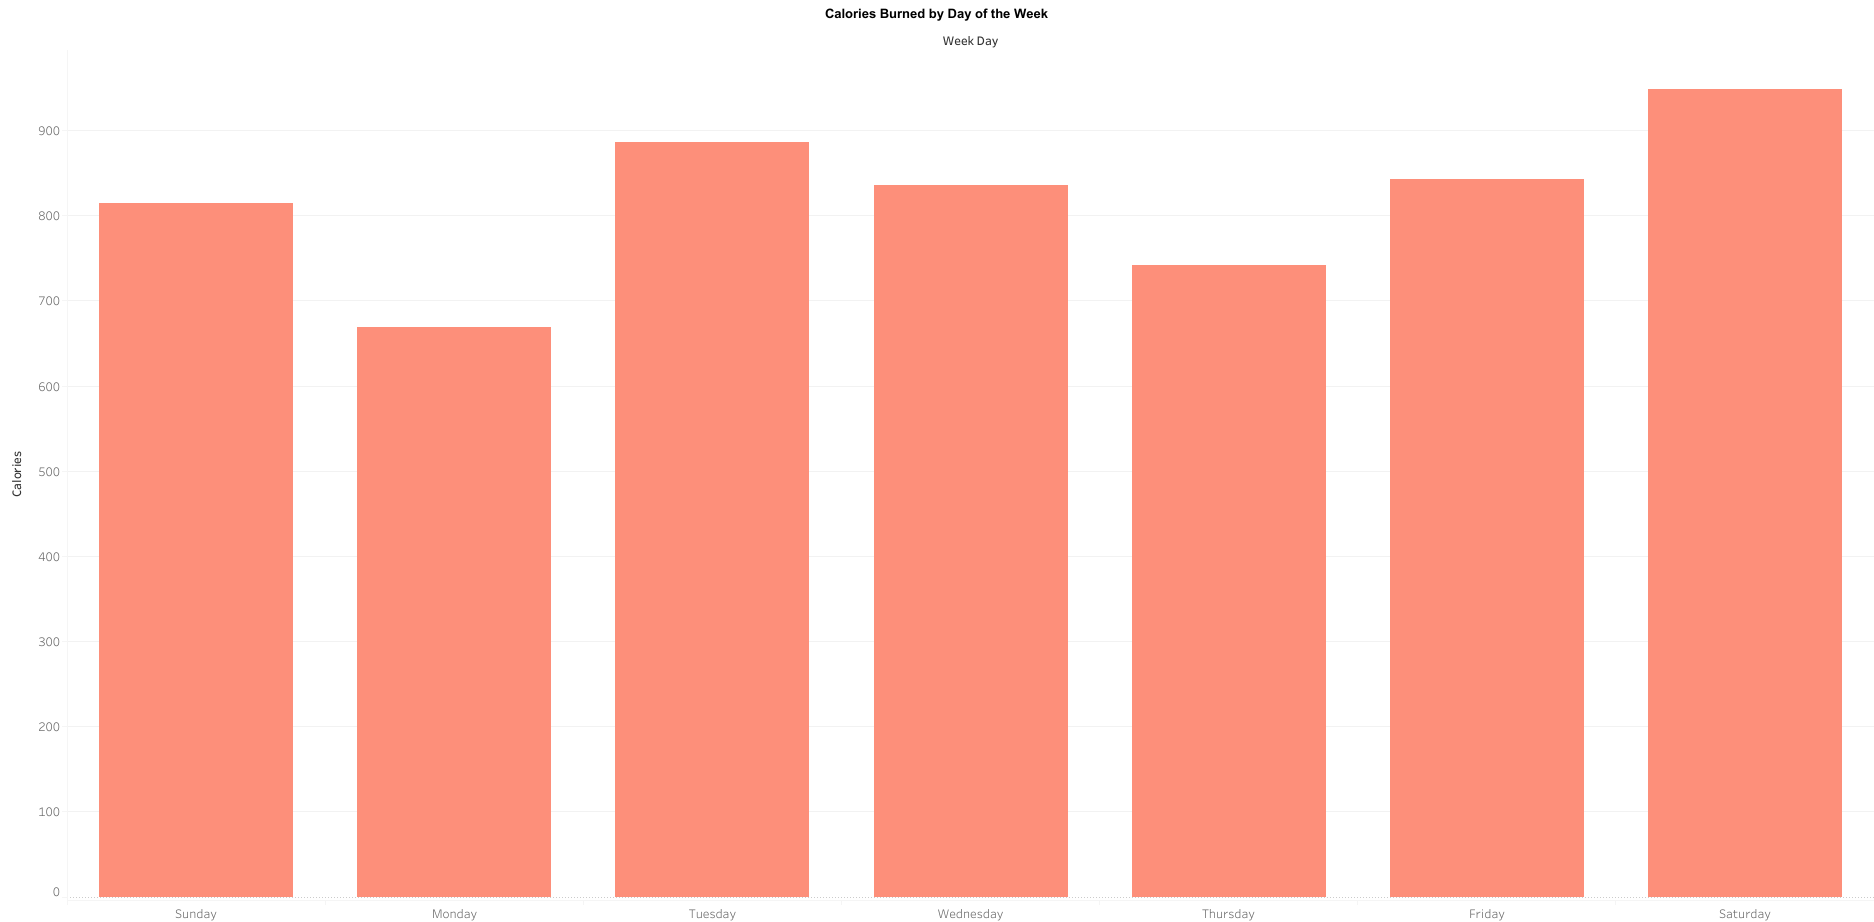 Calories Burned by Day of the Week
Week Day
900
800
700
600
500
400
300
200
100
0
Calories
Sunday Monday Tuesday Wednesday Thursday Friday Saturday